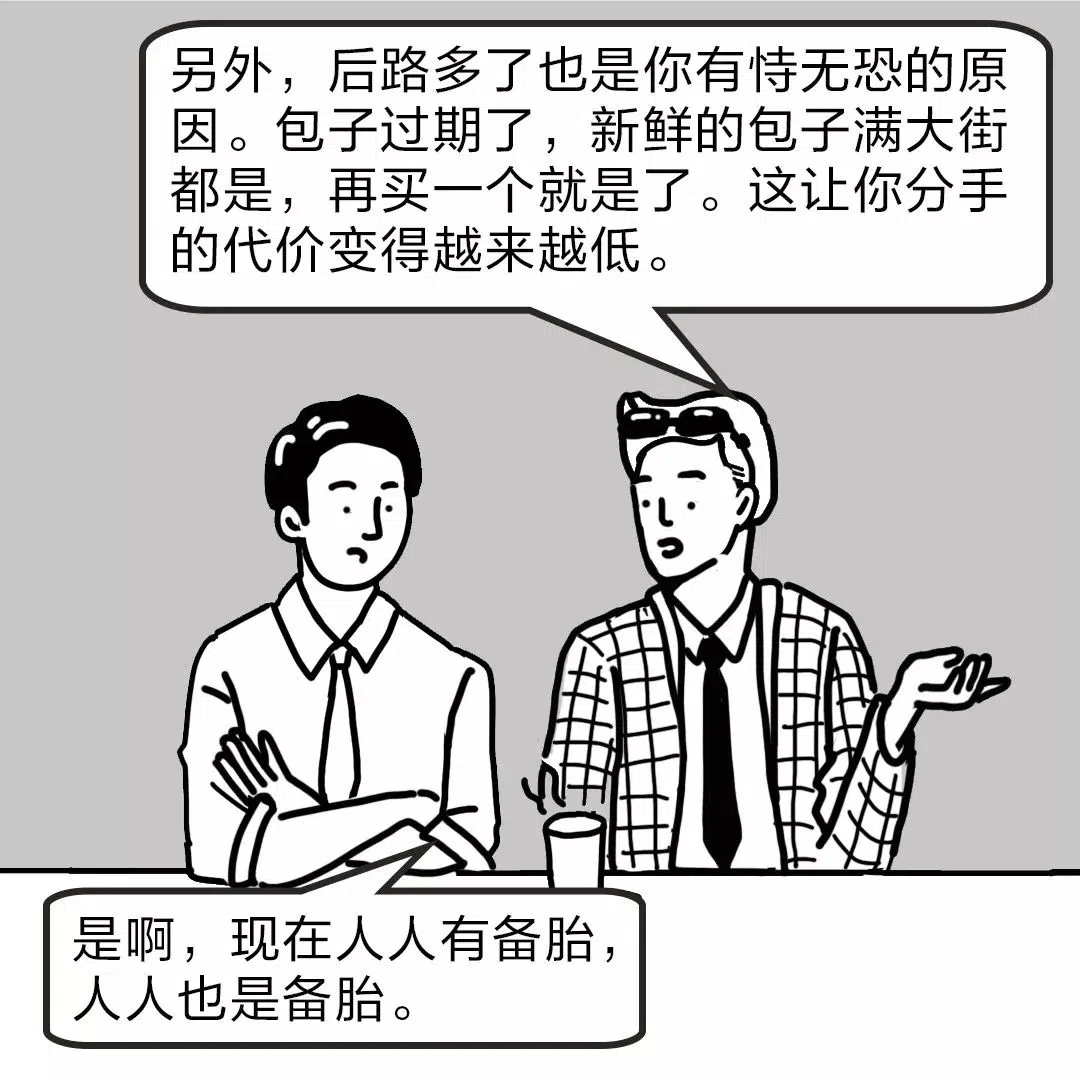 另外，后路多了也是你有恃无恐的原
因。包子过期了，新鲜的包子满大街
都是，再买一个就是了。这让你分手
的代价变得越来越低。
是啊，现在人人有备胎，
人人也是备胎。